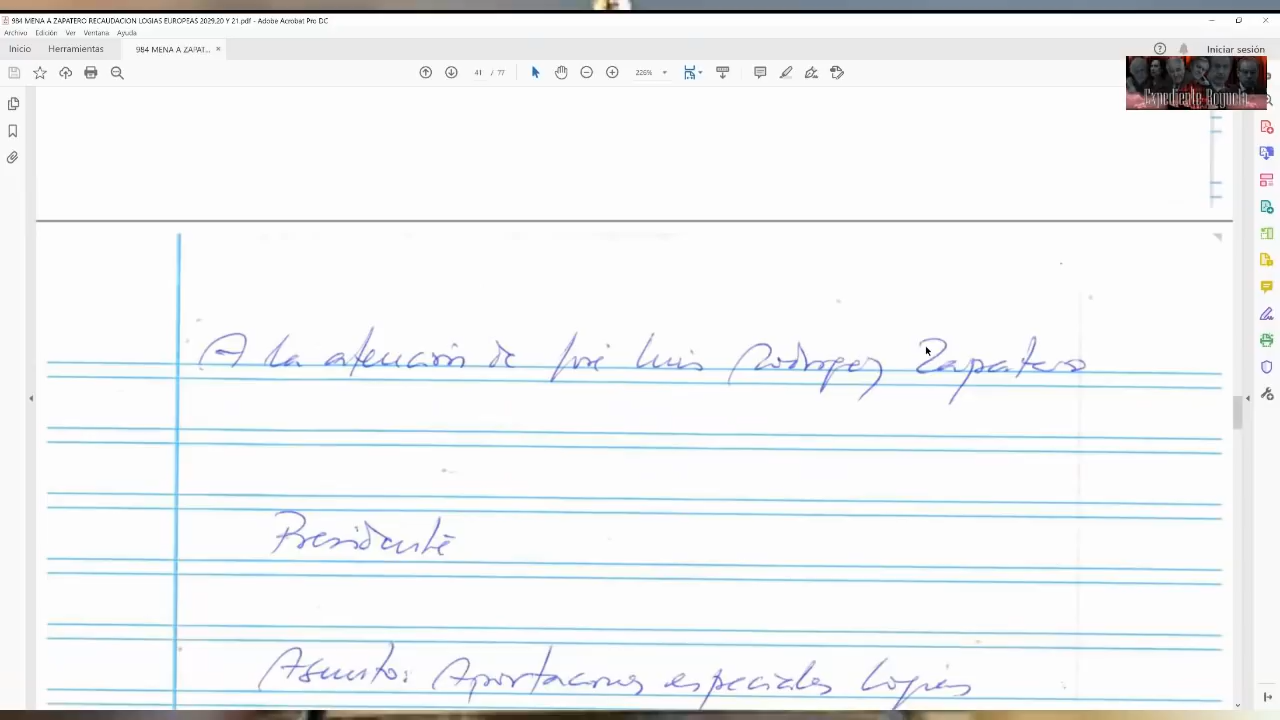 984 MENA A ZAPATERO RECAUDACION LOGIAS EUROPEAS 2029.20 Y 21.pdf - Adobe Acrobat Pro DC
Archivo Edición Ver Ventana Ayuda
Inicio Herramientas 984 MENA A ZAPAT... × Iniciar sesión
41 / 77 226%
Expediente Royuela
A la atención de José Luis Rodriguez Zapatero
Presidente
Asunto: Aportaciones especiales logias